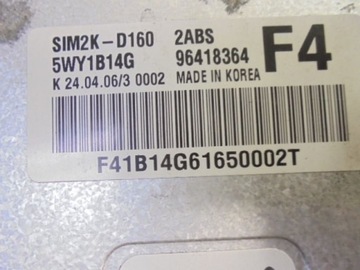 SIM2K-D160 2ABS F4
5WY1B14G 96418364
K 24.04.06/3 0002 MADE IN KOREA
F41B14G61650002T